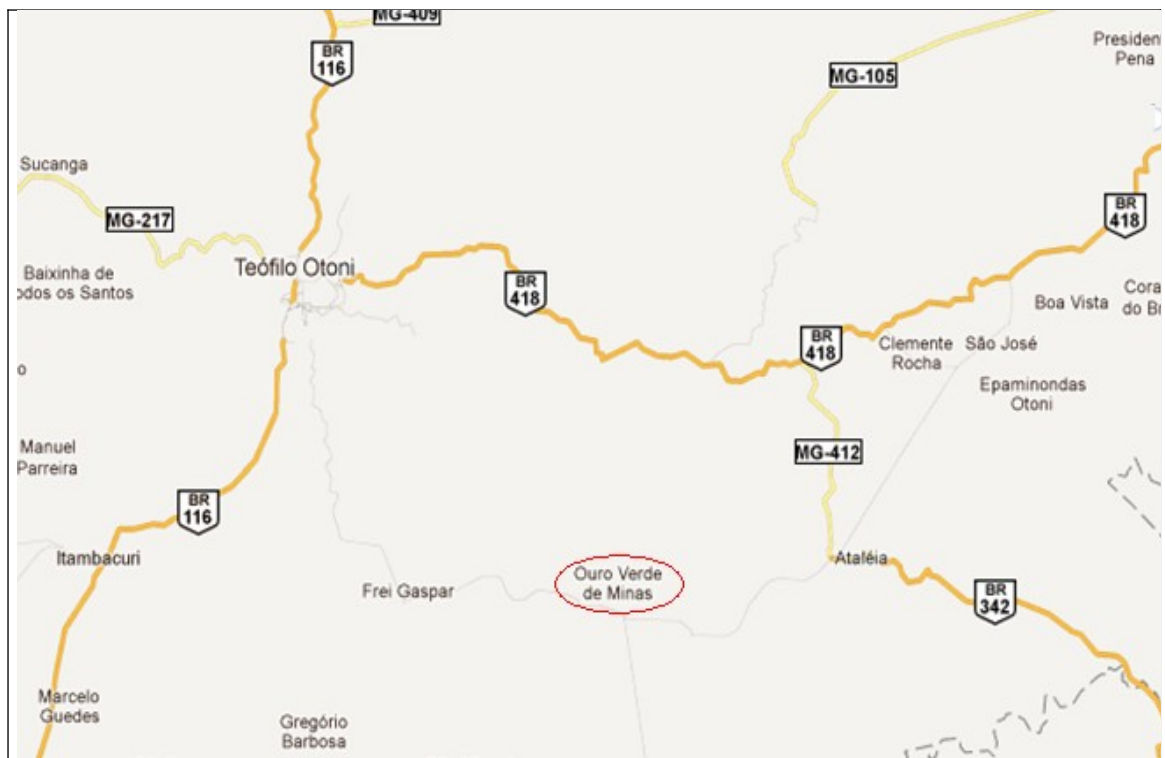 MG-409
BR
116
President
Pena
MG-105
Sucanga
MG-217
BR
418
Teófilo Otoni
Baixinha de
odos os Santos
BR
418
Cora
do Br
Boa Vista
BR
418
Clemente
Rocha
São José
o
Epaminondas
Otoni
Manuel
Parreira
MG-412
BR
116
Itambacuri
Ataléia
Ouro Verde
de Minas
Frei Gaspar
BR
342
Marcelo
Guedes
Gregório
Barbosa